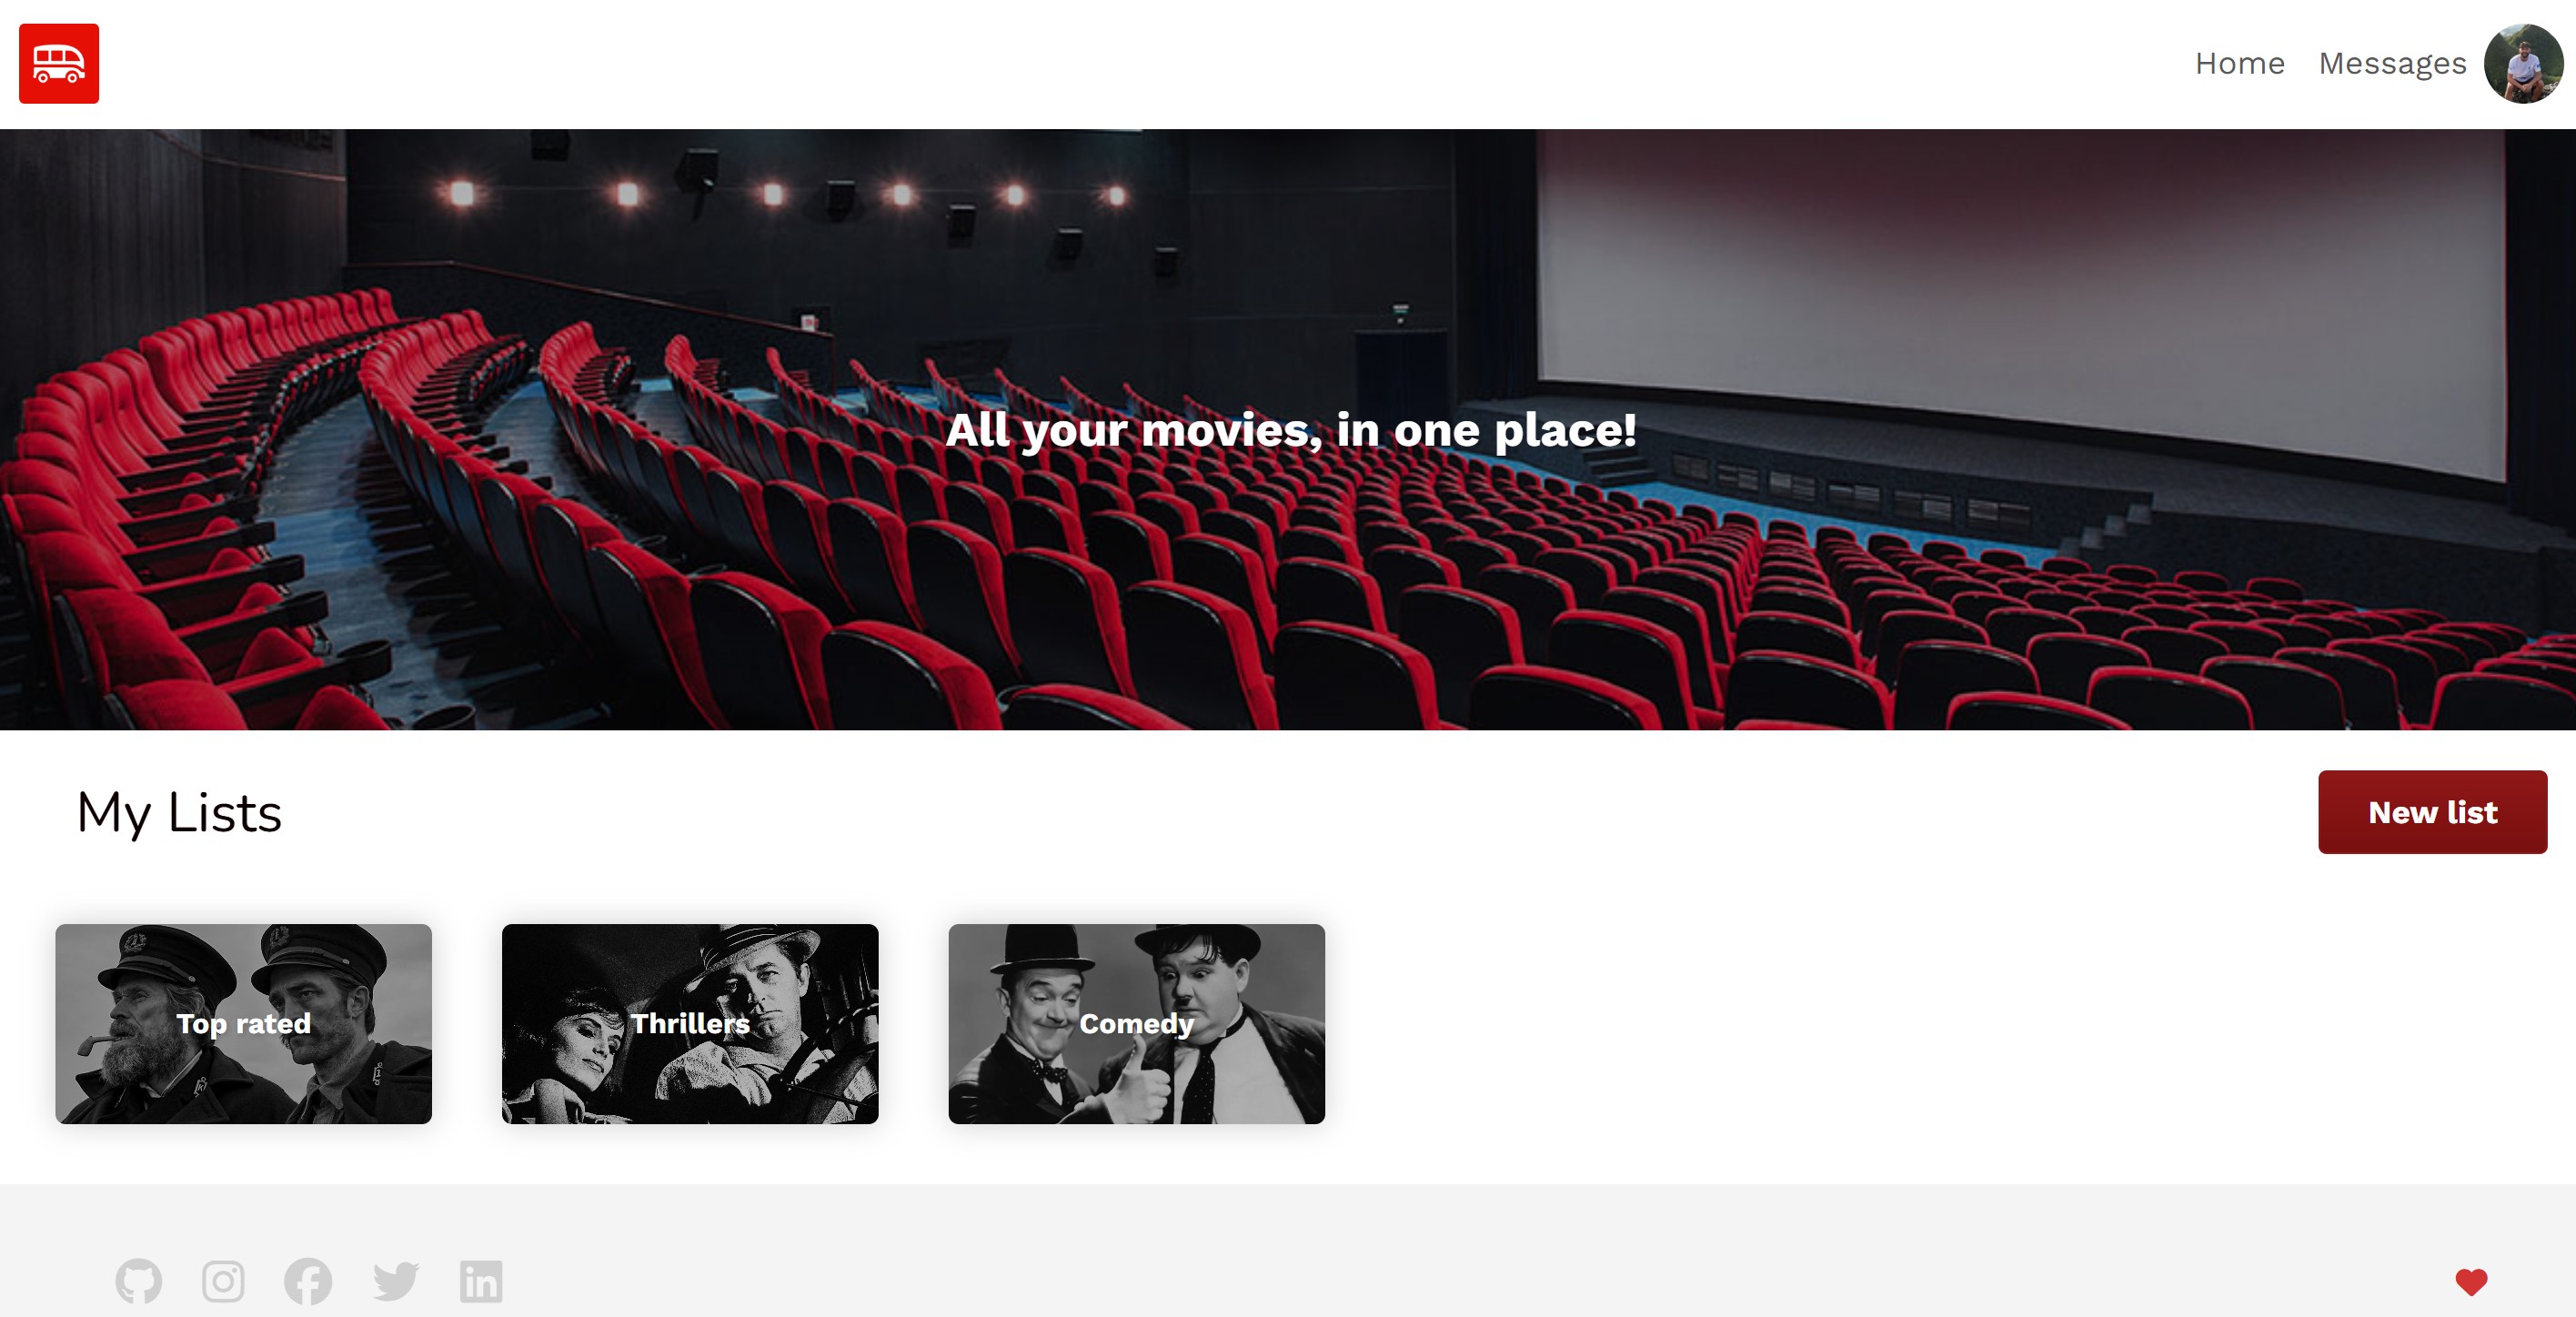 Home Messages
All your movies, in one place!
My Lists
New list
Top rated
Thrillers
Comedy